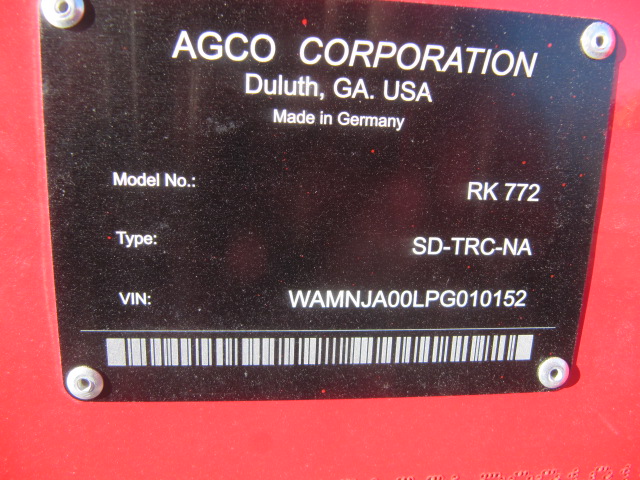 AGCO CORPORATION
Duluth, GA. USA
Made in Germany
Model No.: RK 772
Type: SD-TRC-NA
VIN: WAMNJA00LPG010152